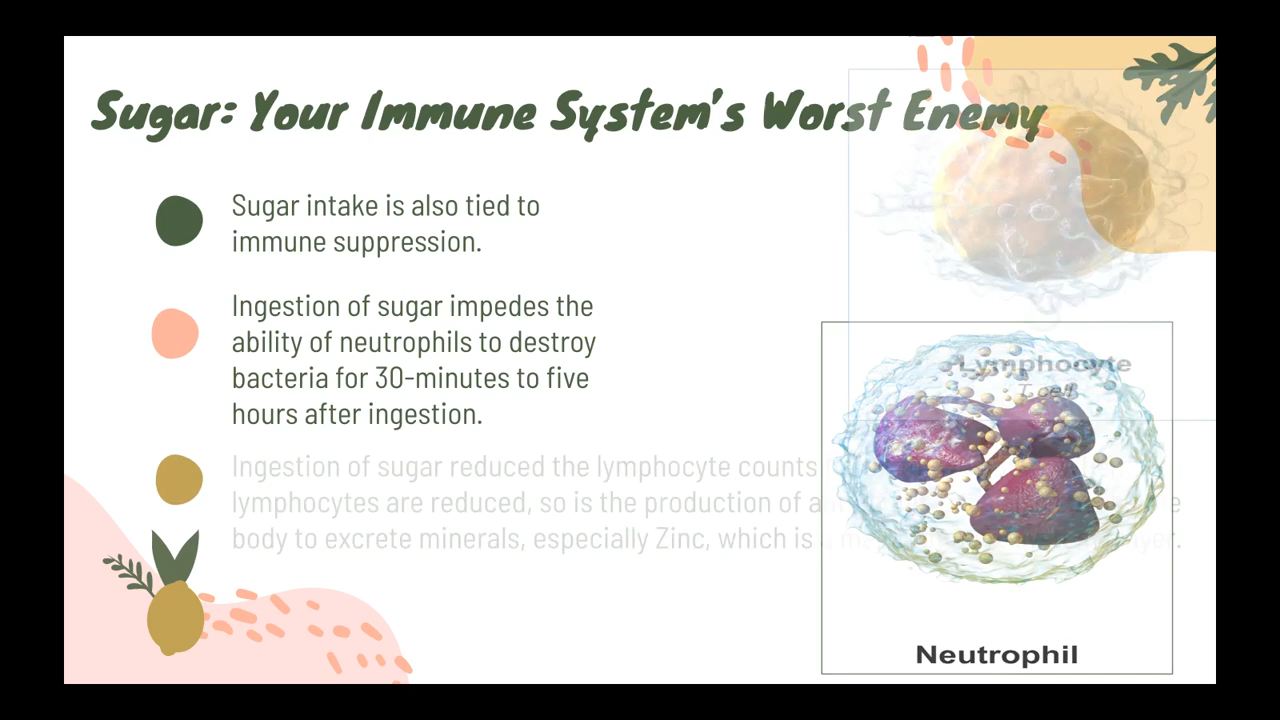 Sugar: Your Immune System's Worst Enemy
Sugar intake is also tied to
immune suppression.
Ingestion of sugar impedes the
ability of neutrophils to destroy
bacteria for 30-minutes to five
hours after ingestion.
Ingestion of sugar reduced the lymphocyte counts
lymphocytes are reduced, so is the production of
body to excrete minerals, especially Zinc, which is
Lymphocyte
T cell
Neutrophil